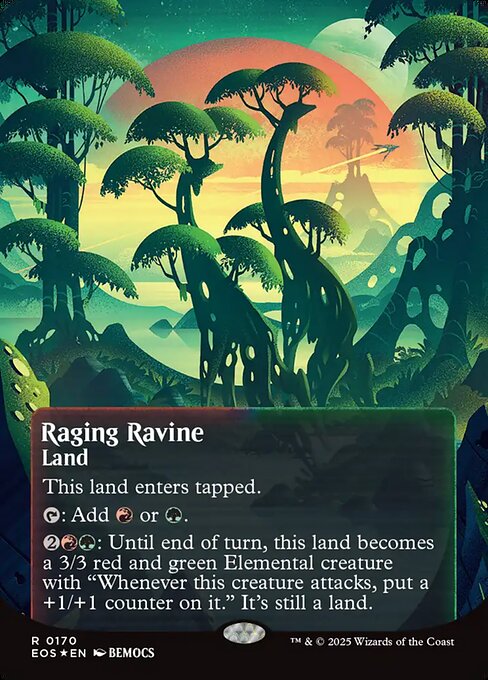 Raging Ravine
Land
This land enters tapped.
: Add or .
2: Until end of turn, this land becomes
a 3/3 red and green Elemental creature
with “Whenever this creature attacks, put a
+1/+1 counter on it.” It’s still a land.
R 0170
EOS★EN BEMOCS
™ & © 2025 Wizards of the Coast